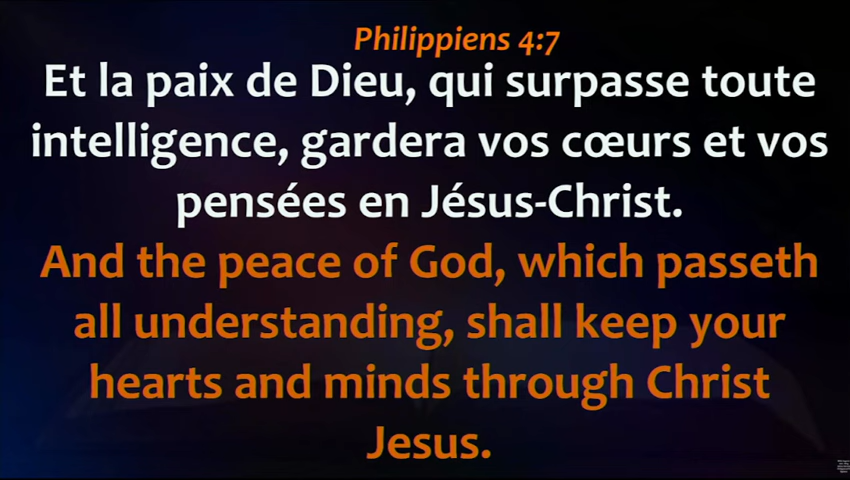 Philippiens 4:7
Et la paix de Dieu, qui surpasse toute
intelligence, gardera vos cœurs et vos
pensées en Jésus-Christ.
And the peace of God, which passeth
all understanding, shall keep your
hearts and minds through Christ
Jesus.